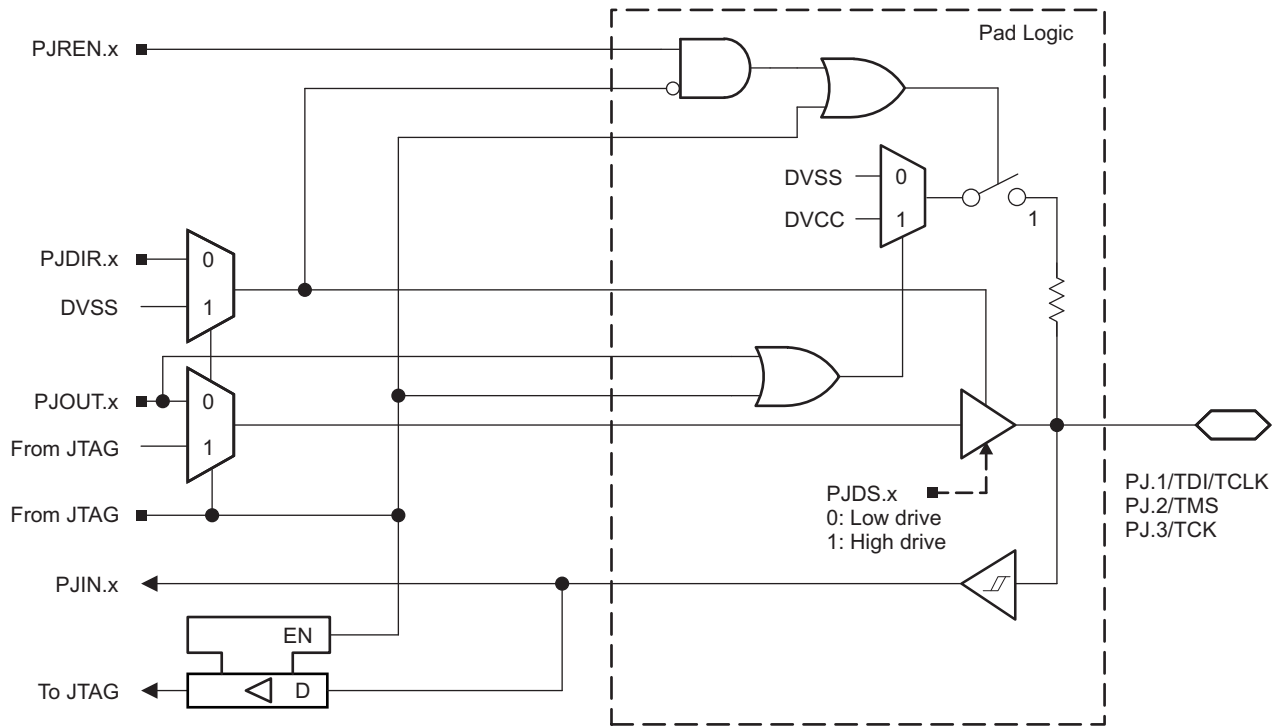 Pad Logic
PJREN.x
DVSS
0
DVCC
1
1
PJDIR.x
0
DVSS
1
PJOUT.x
0
From JTAG
1
From JTAG
PJDS.x
0: Low drive
1: High drive
PJ.1/TDI/TCLK
PJ.2/TMS
PJ.3/TCK
PJIN.x
EN
To JTAG
D